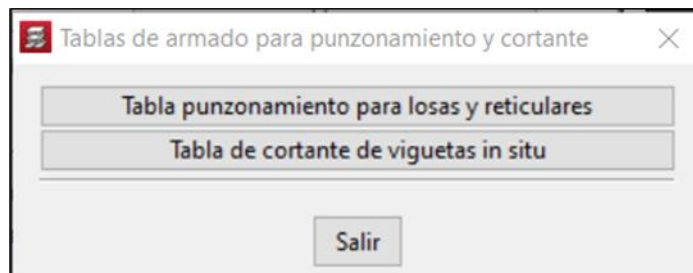 Tablas de armado para punzonamiento y cortante
Tabla punzonamiento para losas y reticulares
Tabla de cortante de viguetas in situ
Salir